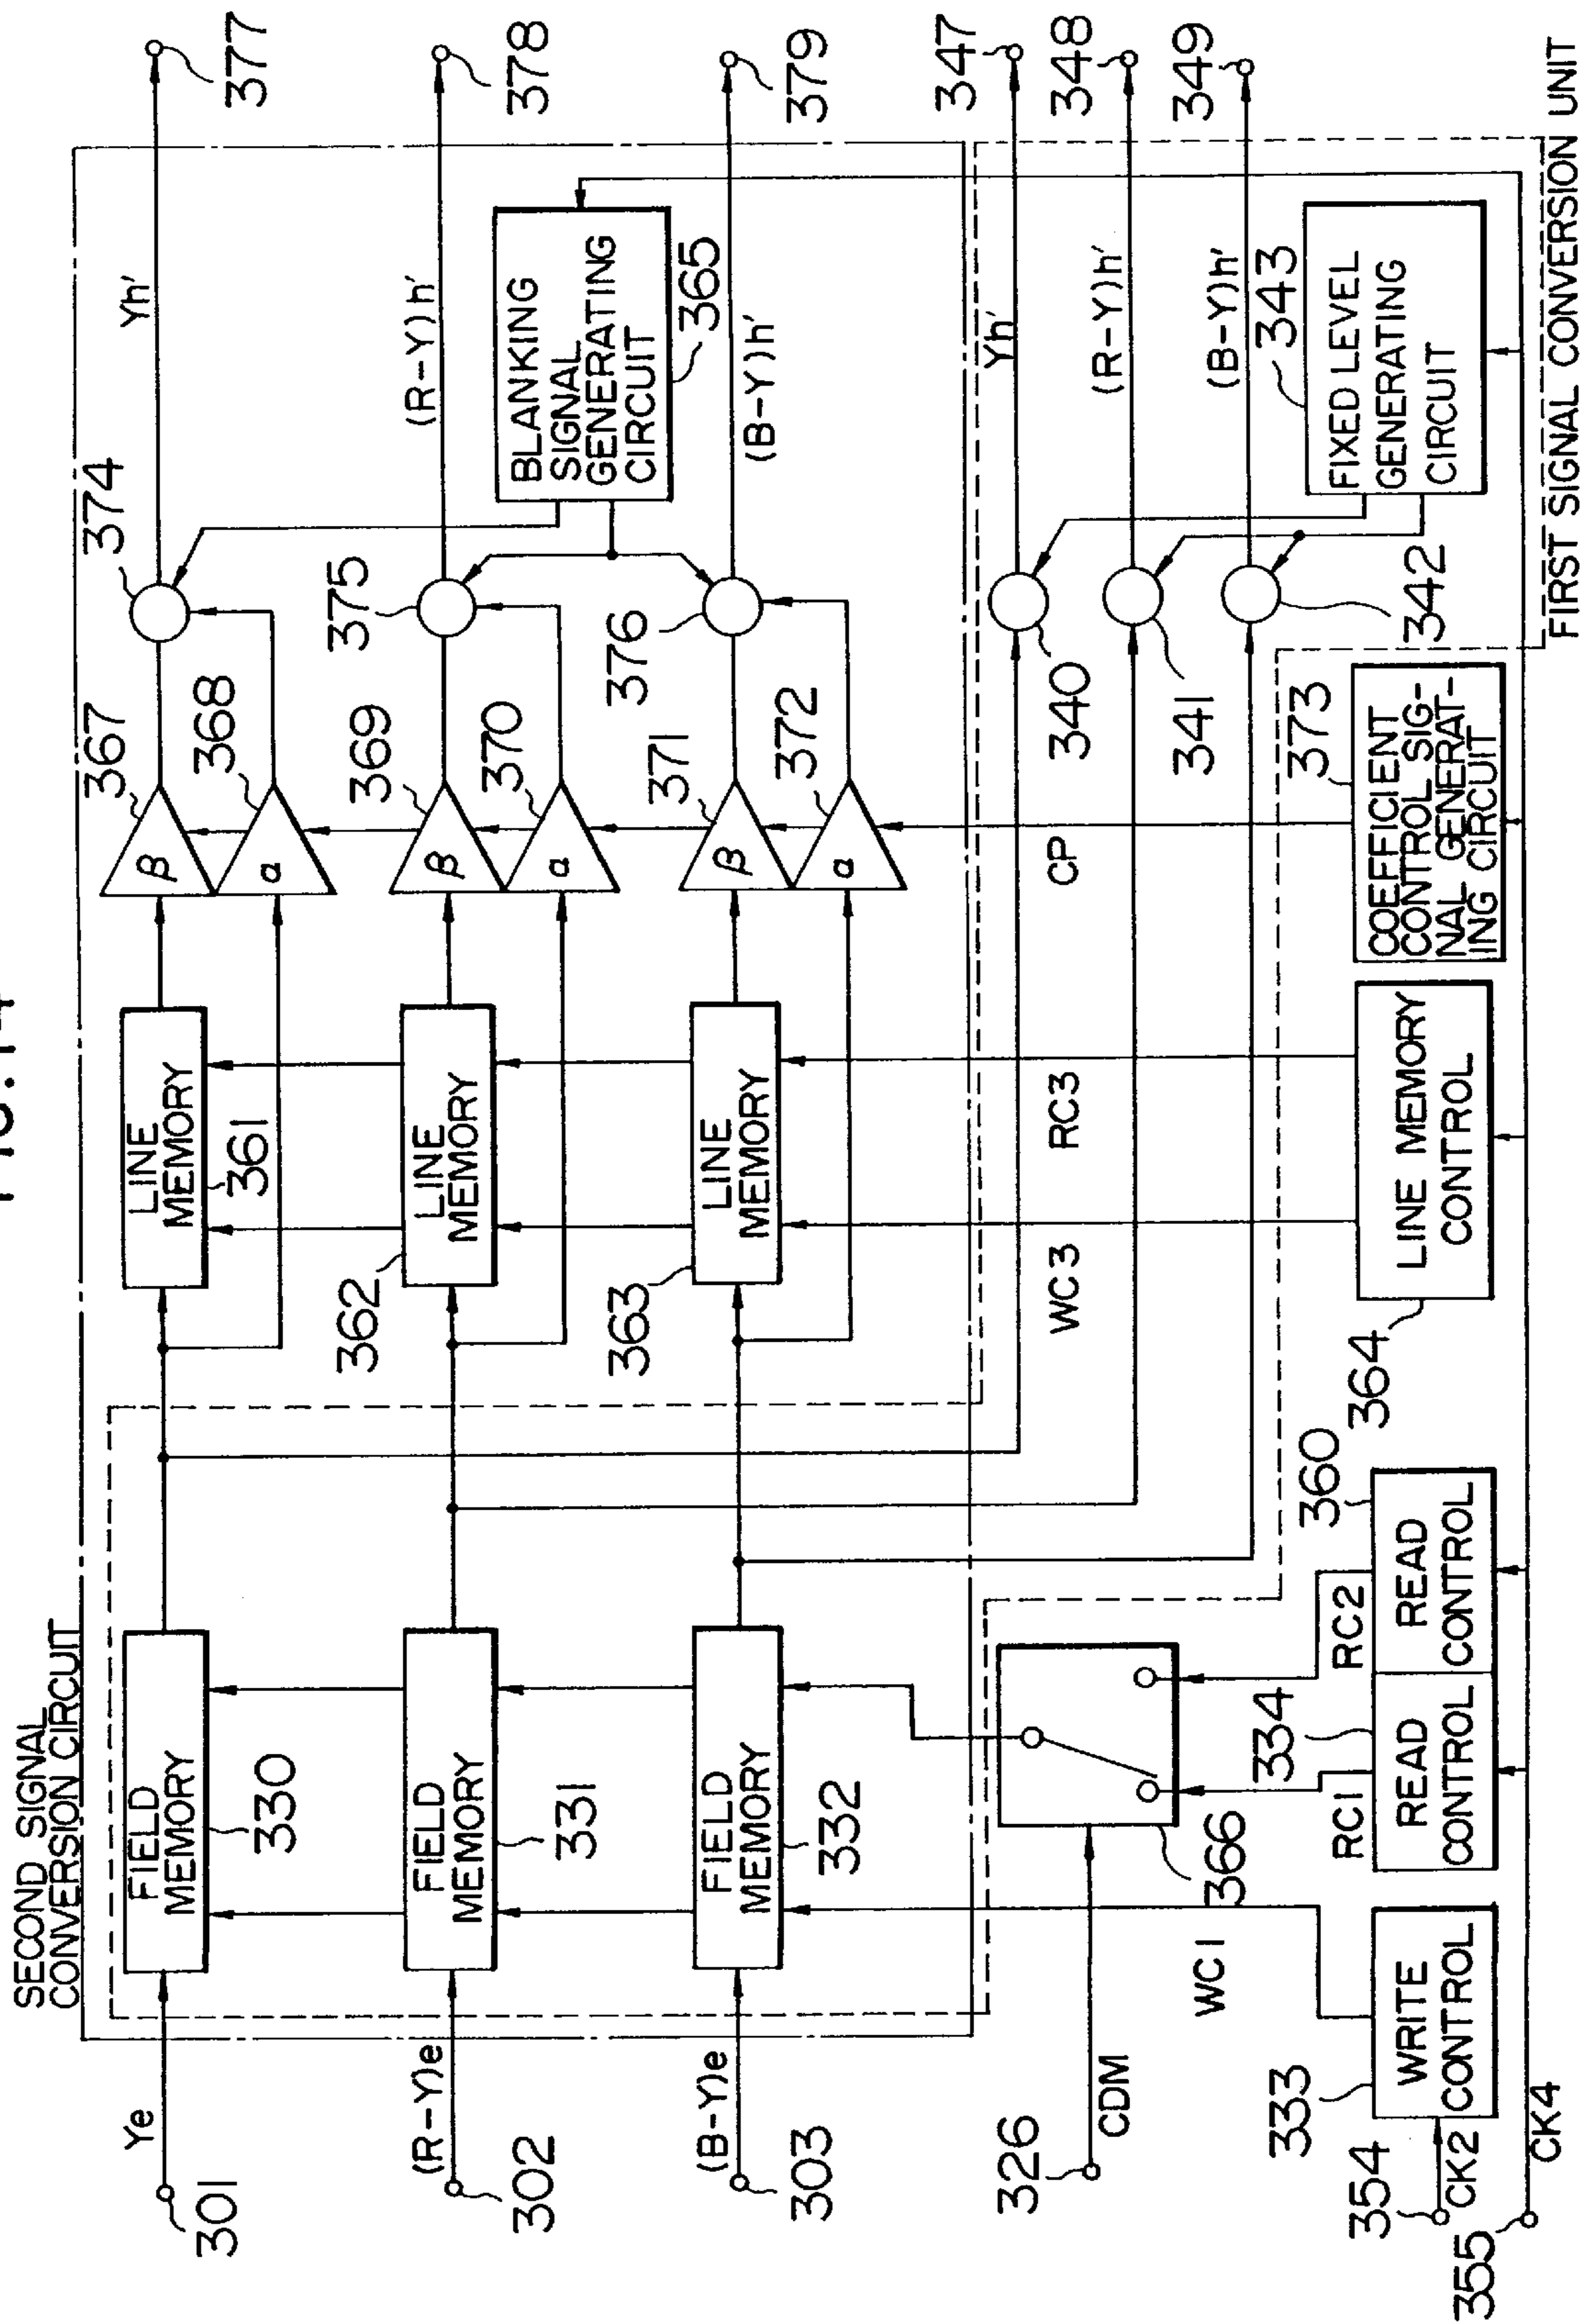 SECOND SIGNAL
CONVERSION CIRCUIT
Ye
301
(R-Y)e
302
(B-Y)e
303
FIELD
MEMORY
330
FIELD
MEMORY
331
FIELD
MEMORY
332
LINE
MEMORY
361
LINE
MEMORY
362
LINE
MEMORY
363
β
367
α
368
β
369
α
370
β
371
α
372
374
375
376
BLANKING
SIGNAL
GENERATING
CIRCUIT
365
Yh'
377
(R-Y)h'
378
(B-Y)h'
379
326
CDM
366
WC1
WC3
RC3
CP
340
341
342
Yh'
347
(R-Y)h'
348
(B-Y)h'
349
343
FIXED LEVEL
GENERATING
CIRCUIT
354
CK2
333
WRITE
CONTROL
RC1
334
READ
CONTROL
RC2
360
READ
CONTROL
364
LINE MEMORY
CONTROL
373
COEFFICIENT
CONTROL SIG-
NAL GENERAT-
ING CIRCUIT
355
CK4
FIRST SIGNAL CONVERSION UNIT